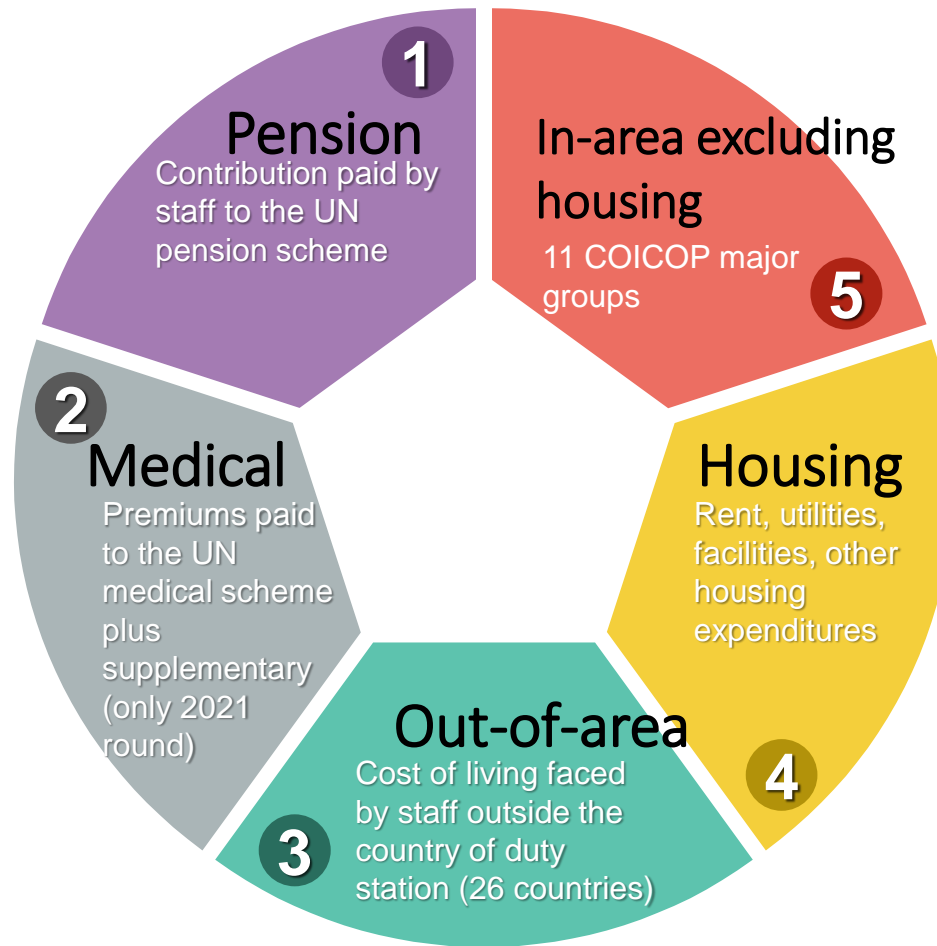 1
Pension
Contribution paid by
staff to the UN
pension scheme
2
Medical
Premiums paid
to the UN
medical scheme
plus
supplementary
(only 2021
round)
3
Out-of-area
Cost of living faced
by staff outside the
country of duty
station (26 countries)
4
Housing
Rent, utilities,
facilities, other
housing
expenditures
5
In-area excluding
housing
11 COICOP major
groups